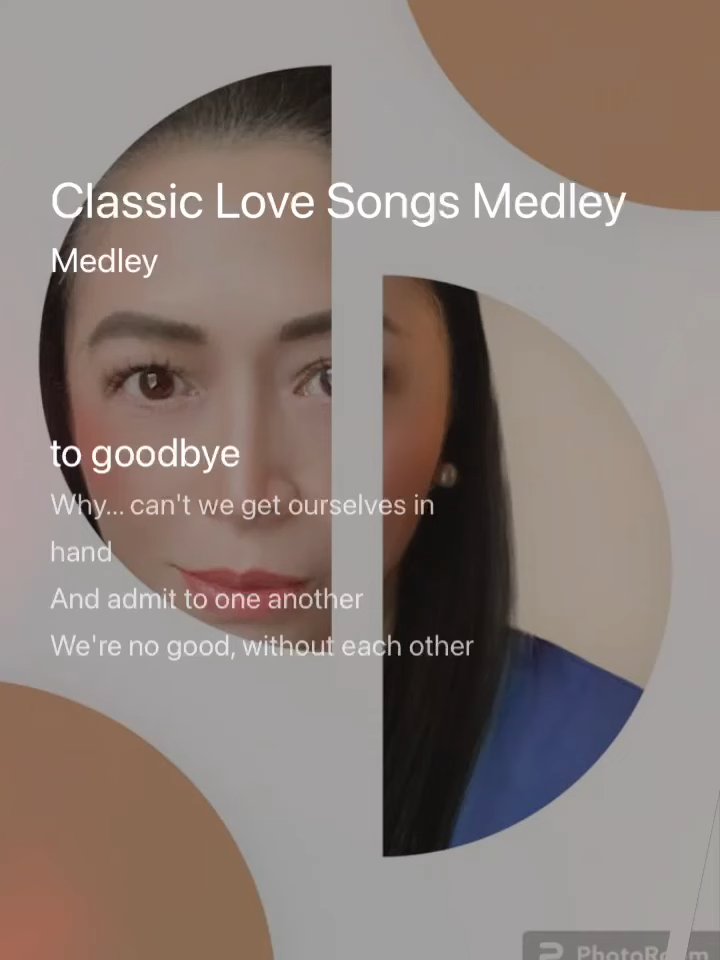 Classic Love Songs Medley
Medley
to goodbye
Why... can't we get ourselves in
hand
And admit to one another
We're no good, without each other
PhotoRoom